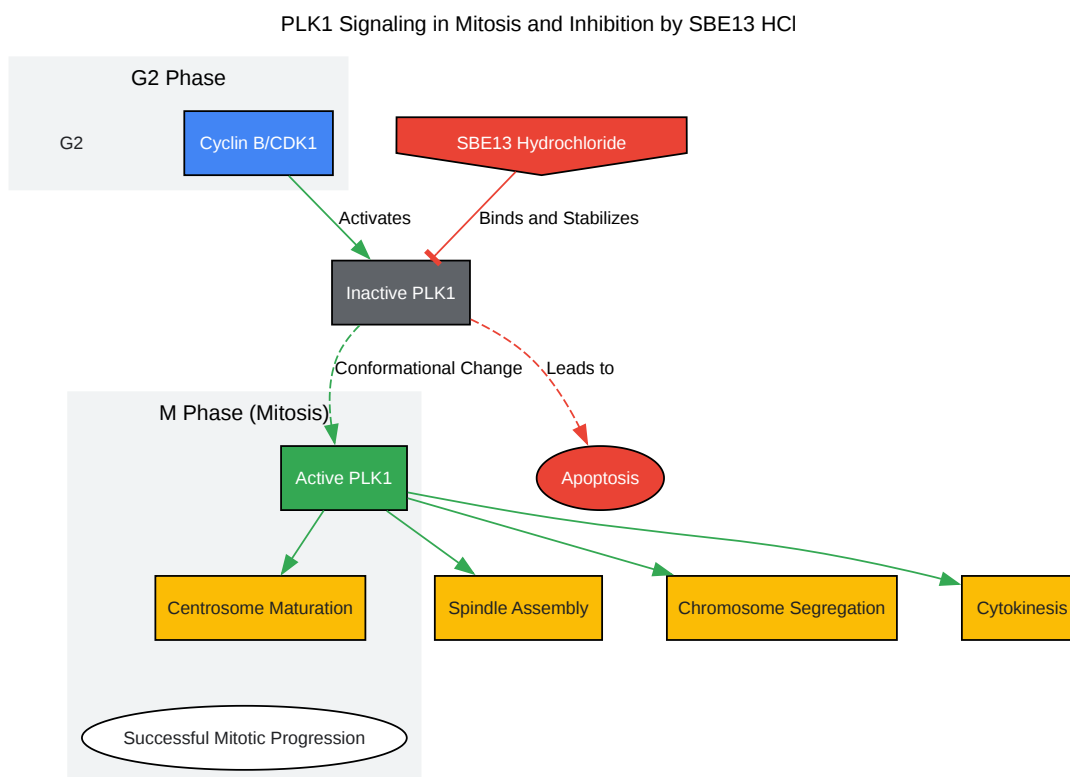 PLK1 Signaling in Mitosis and Inhibition by SBE13 HCl
G2 Phase
G2
Cyclin B/CDK1
SBE13 Hydrochloride
Activates
Binds and Stabilizes
Inactive PLK1
Conformational Change
Leads to
M Phase (Mitosis)
Active PLK1
Apoptosis
Centrosome Maturation
Spindle Assembly
Chromosome Segregation
Cytokinesis
Successful Mitotic Progression